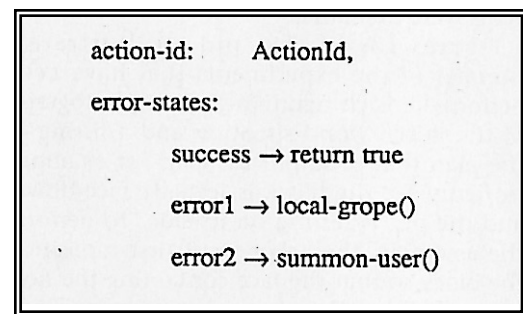 action-id: ActionId,
error-states:
success → return true
error1 → local-grope()
error2 → summon-user()